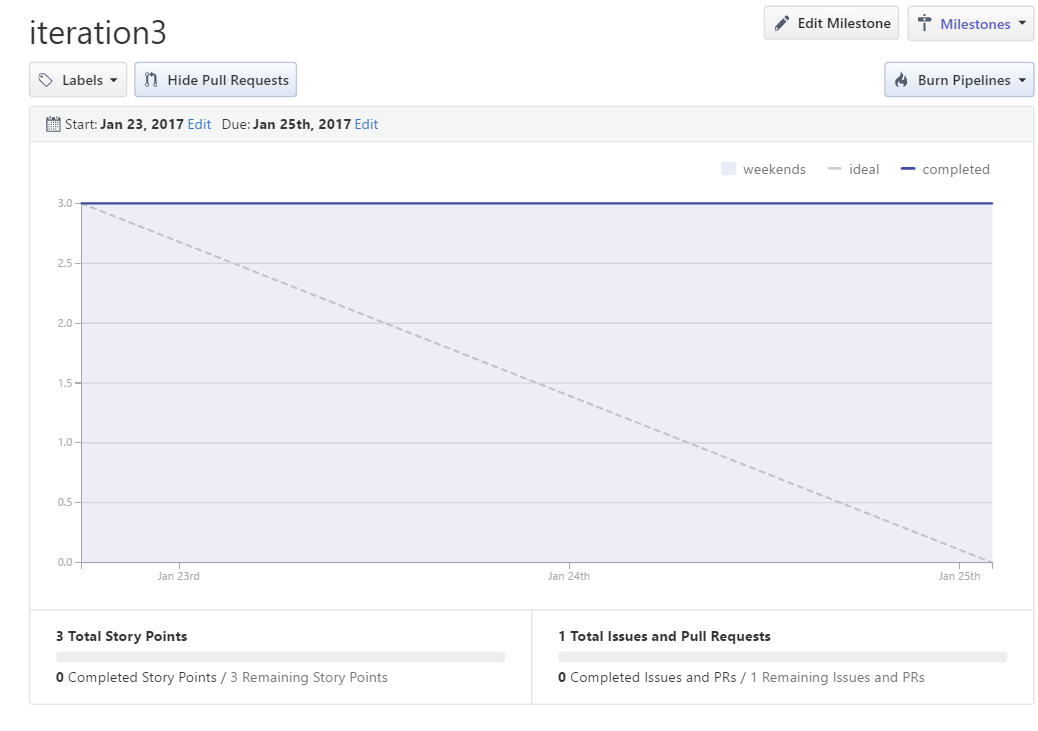 iteration3
Edit Milestone
Milestones
Labels
Hide Pull Requests
Burn Pipelines
Start: Jan 23, 2017 Edit Due: Jan 25th, 2017 Edit
weekends ideal completed
3.0
2.5
2.0
1.5
1.0
0.5
0.0
Jan 23rd Jan 24th Jan 25th
3 Total Story Points
0 Completed Story Points / 3 Remaining Story Points
1 Total Issues and Pull Requests
0 Completed Issues and PRs / 1 Remaining Issues and PRs